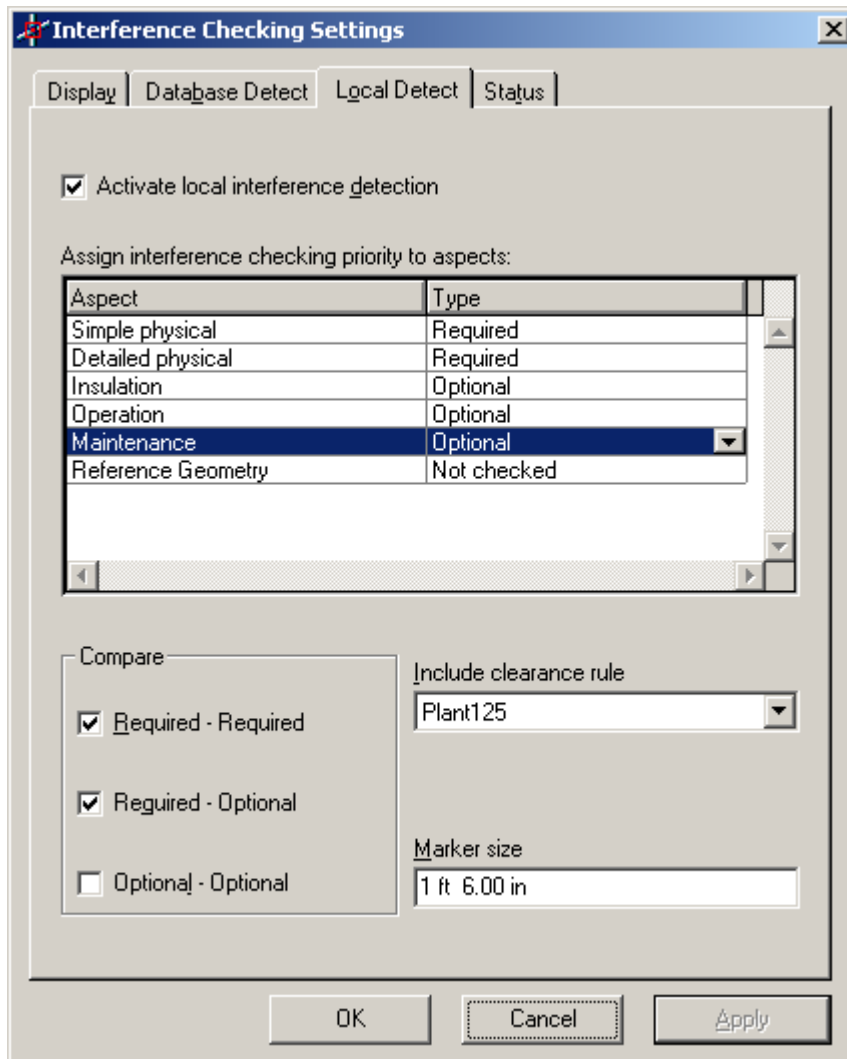 Interference Checking Settings
Display Database Detect Local Detect Status
Activate local interference detection
Assign interference checking priority to aspects:
Aspect Type
Simple physical Required
Detailed physical Required
Insulation Optional
Operation Optional
Maintenance Optional
Reference Geometry Not checked
Compare
Required - Required
Required - Optional
Optional - Optional
Include clearance rule
Plant125
Marker size
1 ft 6.00 in
OK Cancel Apply